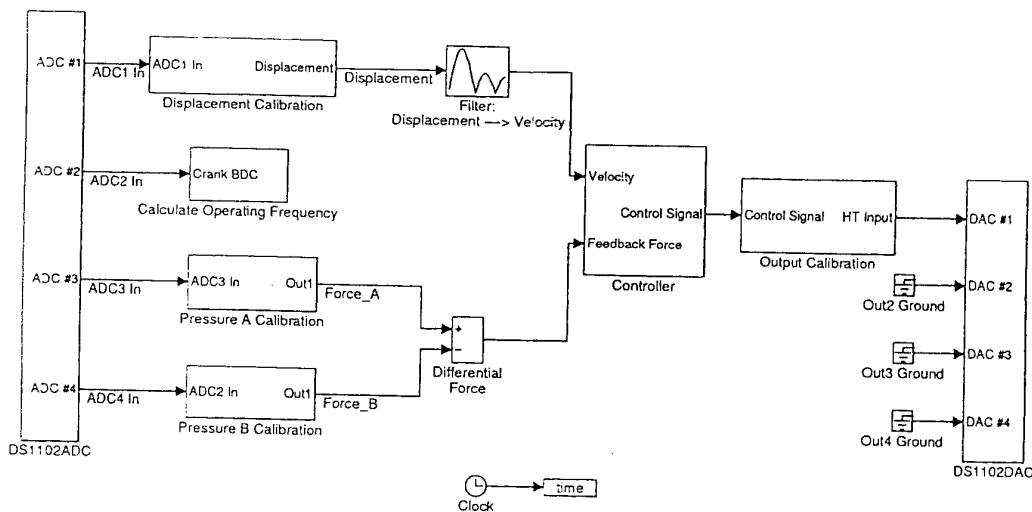 ADC #1
ADC1 In
ADC1 In
Displacement
Displacement Calibration
Displacement
Filter:
Displacement —> Velocity
ADC #2
ADC2 In
Crank BDC
Calculate Operating Frequency
Velocity
Control Signal
Feedback Force
Controller
Control Signal
HT Input
Output Calibration
DAC #1
ADC #3
ADC3 In
ADC3 In
Out1
Pressure A Calibration
Force_A
+
−
Differential
Force
Out2 Ground
DAC #2
Out3 Ground
DAC #3
ADC #4
ADC4 In
ADC2 In
Out1
Pressure B Calibration
Force_B
Out4 Ground
DAC #4
DS1102ADC
DS1102DAC
Clock
time